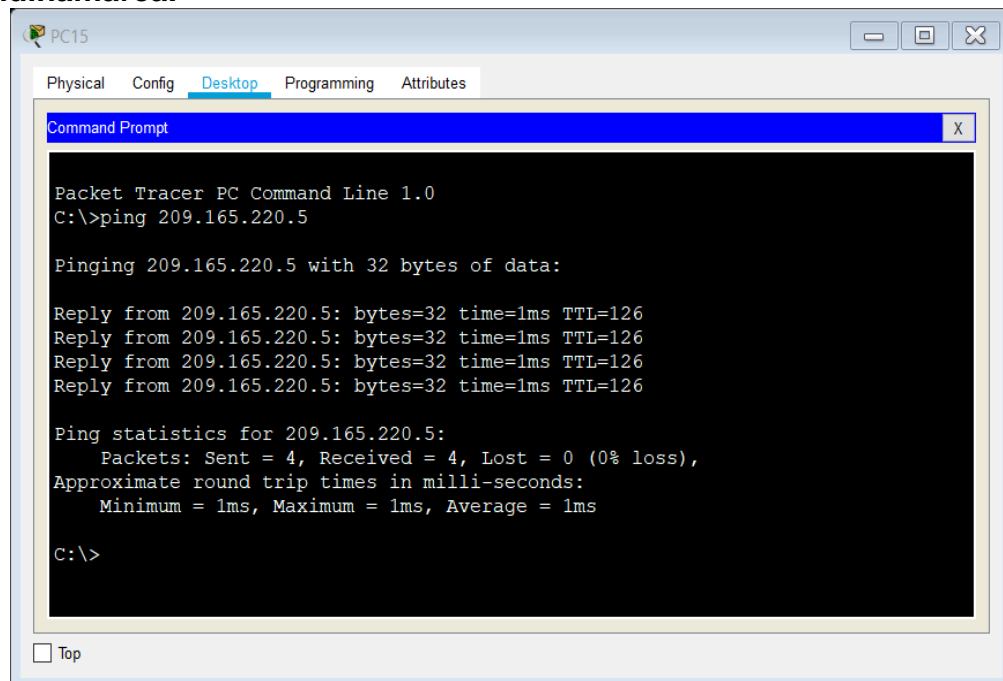 PC15
Physical Config Desktop Programming Attributes
Command Prompt X
Packet Tracer PC Command Line 1.0
C:\>ping 209.165.220.5
Pinging 209.165.220.5 with 32 bytes of data:
Reply from 209.165.220.5: bytes=32 time=1ms TTL=126
Reply from 209.165.220.5: bytes=32 time=1ms TTL=126
Reply from 209.165.220.5: bytes=32 time=1ms TTL=126
Reply from 209.165.220.5: bytes=32 time=1ms TTL=126
Ping statistics for 209.165.220.5:
Packets: Sent = 4, Received = 4, Lost = 0 (0% loss),
Approximate round trip times in milli-seconds:
Minimum = 1ms, Maximum = 1ms, Average = 1ms
C:\>
Top